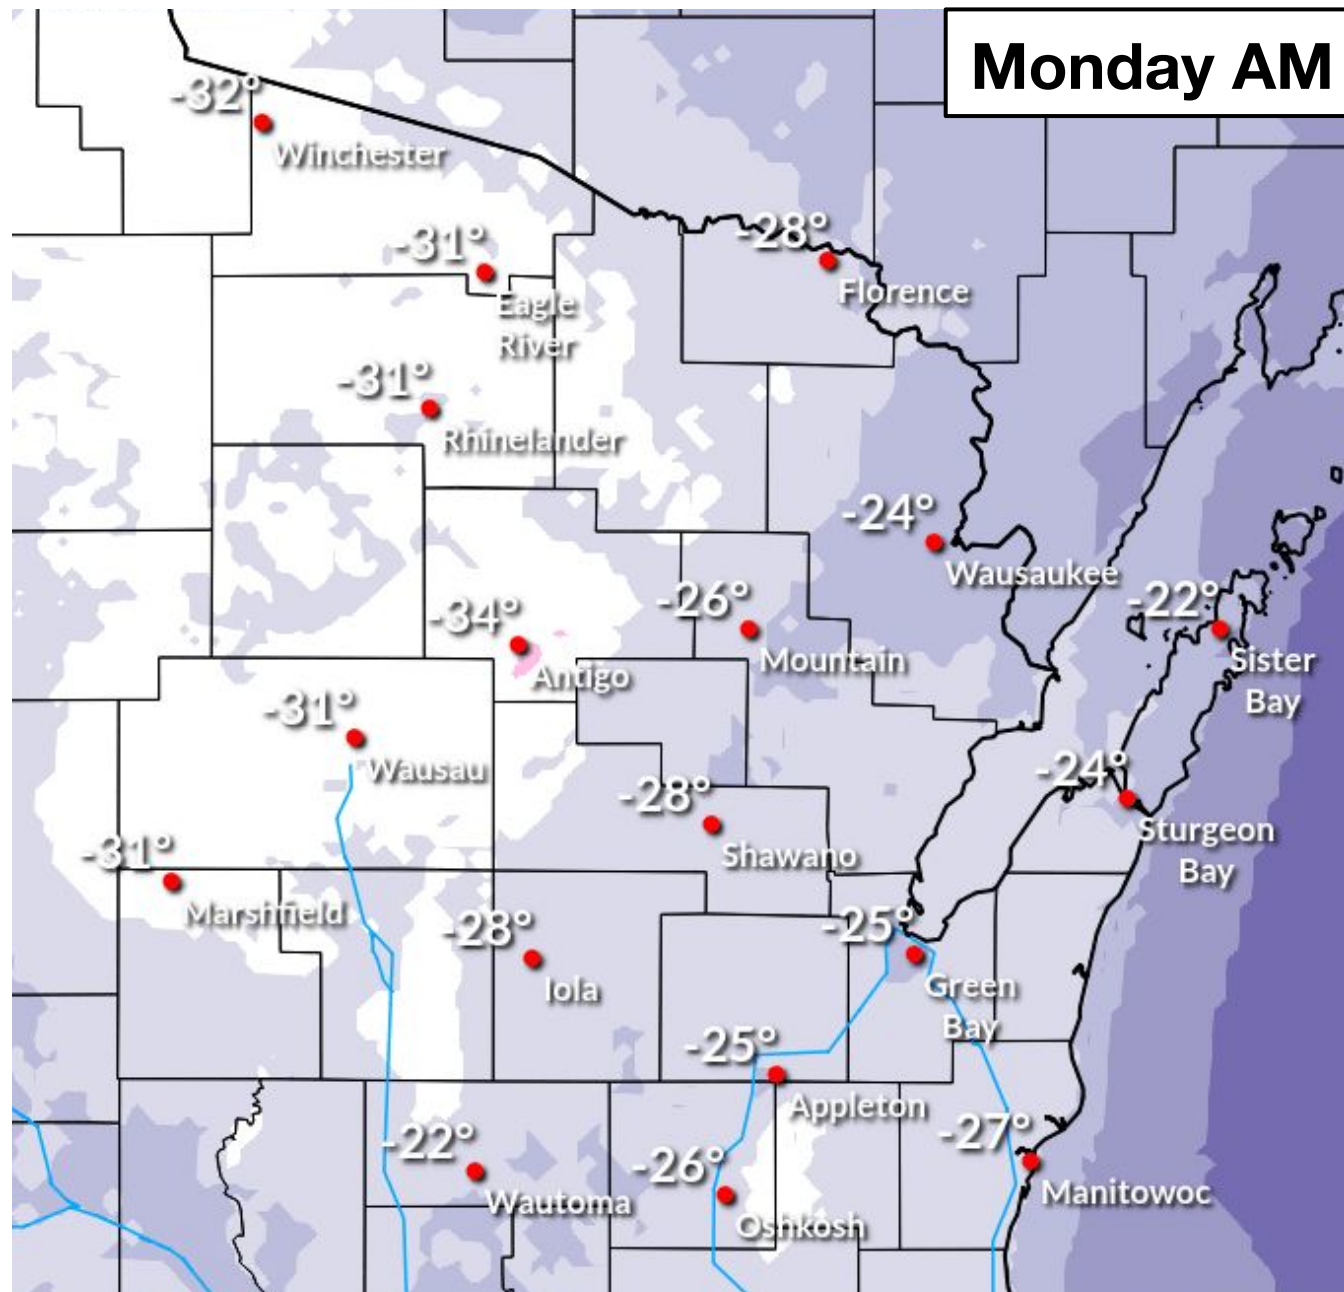 Monday AM
-32°
Winchester
-28°
Florence
-31°
Eagle
River
-31°
Rhinelander
-24°
Wausaukee
-34°
Antigo
-26°
Mountain
-22°
Sister
Bay
-31°
Wausau
-28°
Shawano
-24°
Sturgeon
Bay
-31°
Marshfield
-28°
Iola
-25°
Green
Bay
-25°
Appleton
-22°
Wautoma
-26°
Oshkosh
-27°
Manitowoc